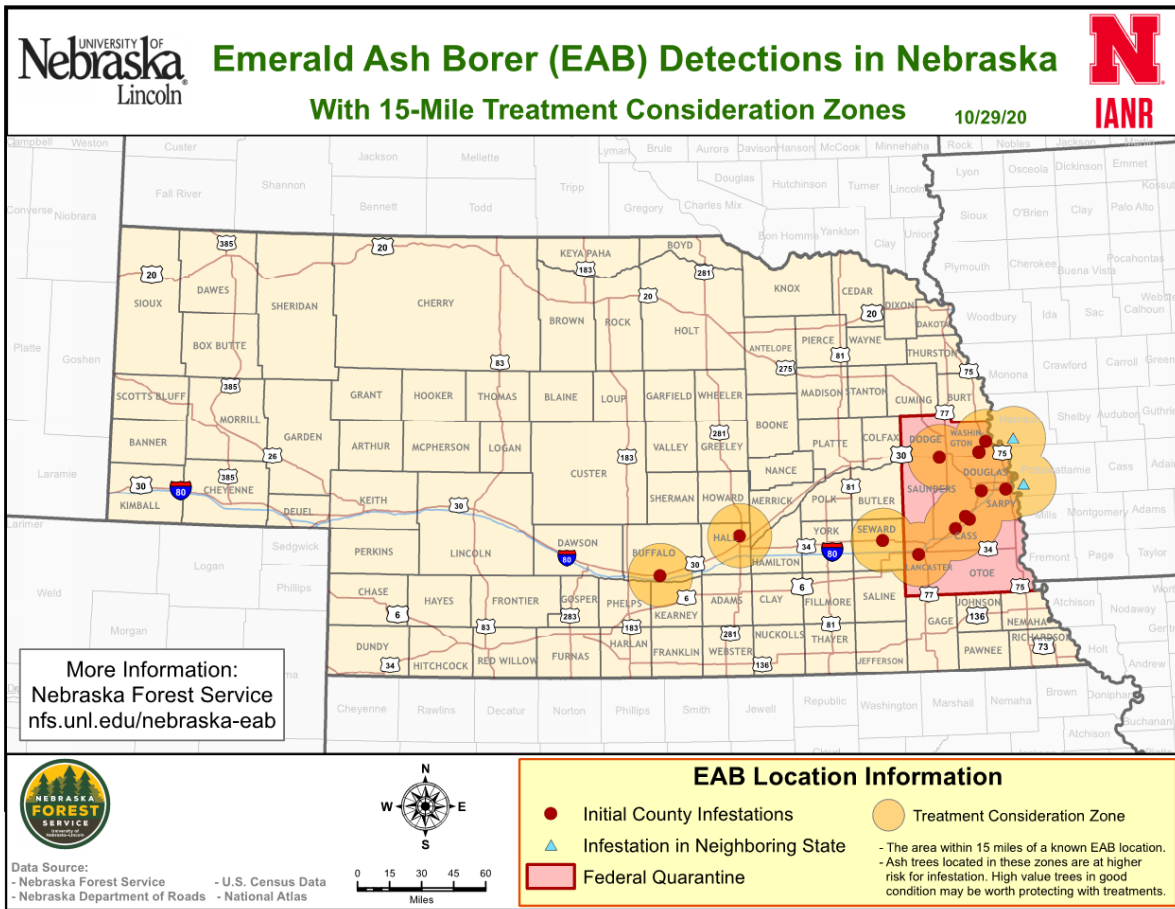 UNIVERSITY OF
Nebraska
Lincoln
Emerald Ash Borer (EAB) Detections in Nebraska
With 15-Mile Treatment Consideration Zones
10/29/20
N
IANR
Campbell Weston Custer Jackson Mellette Lyman Brule Aurora Davison Hanson McCook Minnehaha Rock Nobles Jackson Martin
Fall River Shannon Bennett Todd Tripp Gregory Charles Mix Douglas Hutchinson Turner Lincoln Lyon Osceola Dickinson Emmet Kossut
Converse Niobrara Bon Homme Yankton Clay Union Sioux O'Brien Clay Palo Alto
Plymouth Cherokee Buena Vista Pocahontas
Woodbury Ida Sac Calhoun Webste
Platte Goshen Monona Crawford Carroll Green
Harrison Shelby Audubon Guthrie
Laramie Pottawattamie Cass Adair
Mills Montgomery Adams
Larimer Fremont Page Taylor
Weld Morgan Logan Sedgwick Phillips
Atchison Nodaway Worth Gentry
Holt Andrew
Cheyenne Rawlins Decatur Norton Phillips Smith Jewell Republic Washington Marshall Nemaha Brown Doniphan Buchanan
Atchison Cloud
SIOUX DAWES SHERIDAN CHERRY KEYA PAHA BOYD
BOX BUTTE BROWN ROCK HOLT KNOX CEDAR DIXON DAKOTA
ANTELOPE PIERCE WAYNE THURSTON
SCOTTS BLUFF MORRILL GARDEN GRANT HOOKER THOMAS BLAINE LOUP GARFIELD WHEELER MADISON STANTON CUMING BURT
BANNER ARTHUR MCPHERSON LOGAN CUSTER VALLEY GREELEY BOONE PLATTE COLFAX DODGE WASHINGTON
KIMBALL CHEYENNE DEUEL KEITH SHERMAN HOWARD NANCE MERRICK POLK BUTLER SAUNDERS DOUGLAS SARPY
PERKINS LINCOLN DAWSON BUFFALO HALL HAMILTON YORK SEWARD LANCASTER CASS OTOE
CHASE HAYES FRONTIER GOSPER PHELPS KEARNEY ADAMS CLAY FILLMORE SALINE
DUNDY HITCHCOCK RED WILLOW FURNAS HARLAN FRANKLIN WEBSTER NUCKOLLS THAYER JEFFERSON GAGE JOHNSON NEMAHA PAWNEE RICHARDSON
20 385 20 183 281 20 20
385 83 275 81 75
26 183 281 77
30 80 385 30 81 30 75
80 30 34 80 34
6 83 283 183 6 281 6 81 77 136 75
34 136 73
More Information:
Nebraska Forest Service
nfs.unl.edu/nebraska-eab
NEBRASKA
FOREST
SERVICE
University of
Nebraska-Lincoln
Data Source:
- Nebraska Forest Service - U.S. Census Data
- Nebraska Department of Roads - National Atlas
N
W E
S
0 15 30 45 60
Miles
EAB Location Information
Initial County Infestations
Infestation in Neighboring State
Federal Quarantine
Treatment Consideration Zone
- The area within 15 miles of a known EAB location.
- Ash trees located in these zones are at higher
risk for infestation. High value trees in good
condition may be worth protecting with treatments.